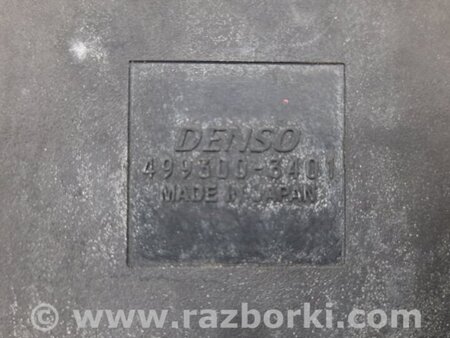 DENSO
499300-3401
MADE IN JAPAN
© www.razborki.com